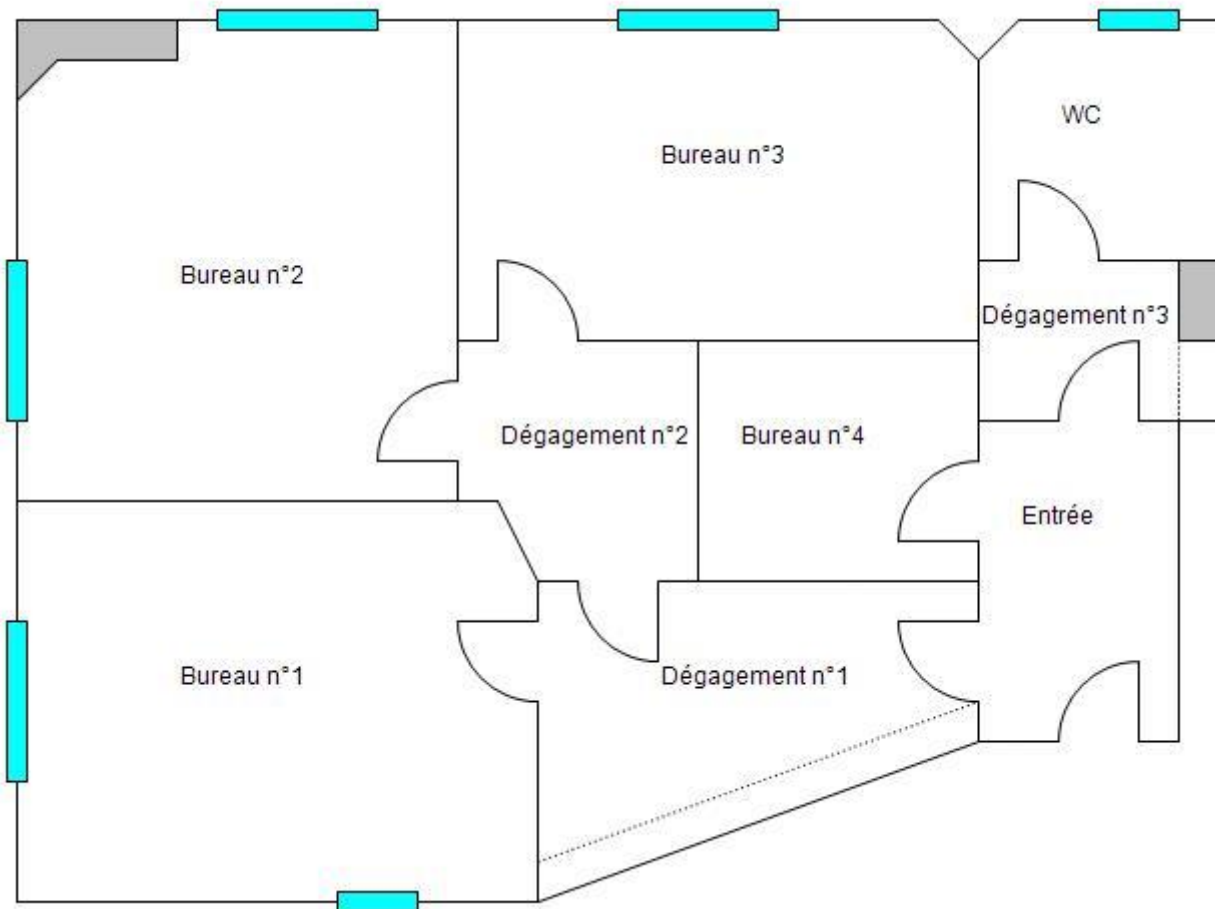 WC
Bureau n°3
Bureau n°2
Dégagement n°3
Dégagement n°2
Bureau n°4
Entrée
Bureau n°1
Dégagement n°1